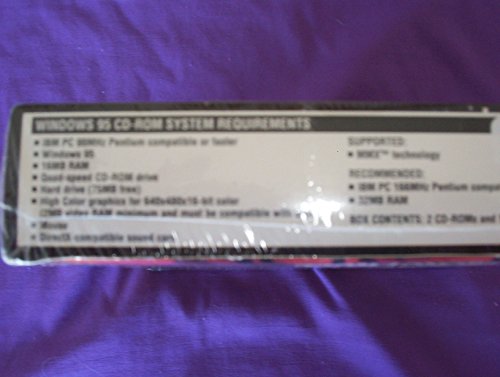 WINDOWS 95 CD-ROM SYSTEM REQUIREMENTS
• IBM PC 90MHz Pentium compatible or faster
• Windows 95
• 16MB RAM
• Quad-speed CD-ROM drive
• Hard drive (75MB free)
• High Color graphics for 640x480x16-bit color
(2MB video RAM minimum and must be compatible with
• Mouse
• DirectX compatible sound card
SUPPORTED:
• MMX™ technology
RECOMMENDED:
• IBM PC 166MHz Pentium compa
• 32MB RAM
BOX CONTENTS: 2 CD-ROMs and